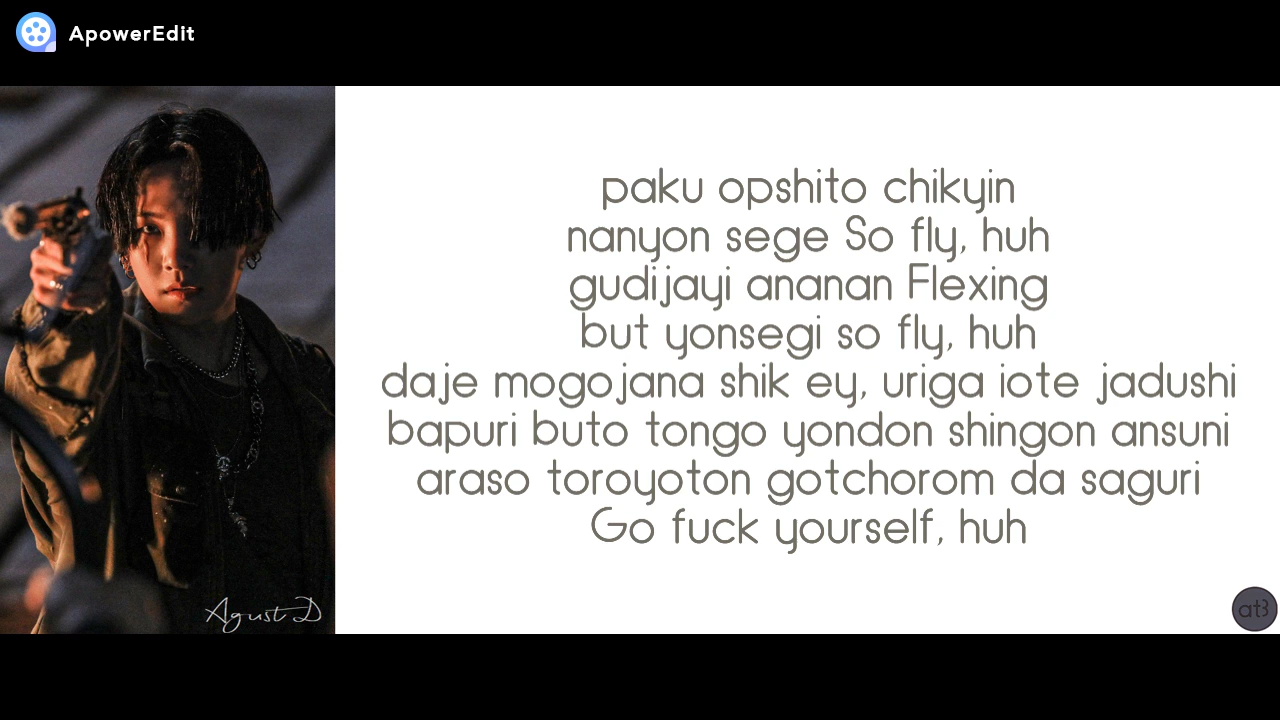 ApowerEdit
paku opshito chikyin
nanyon sege So fly, huh
gudijayi ananan Flexing
but yonsegi so fly, huh
daje mogojana shik ey, uriga iote jadushi
bapuri buto tongo yondon shingon ansuni
araso toroyoton gotchorom da saguri
Go fuck yourself, huh
Agust D
at3